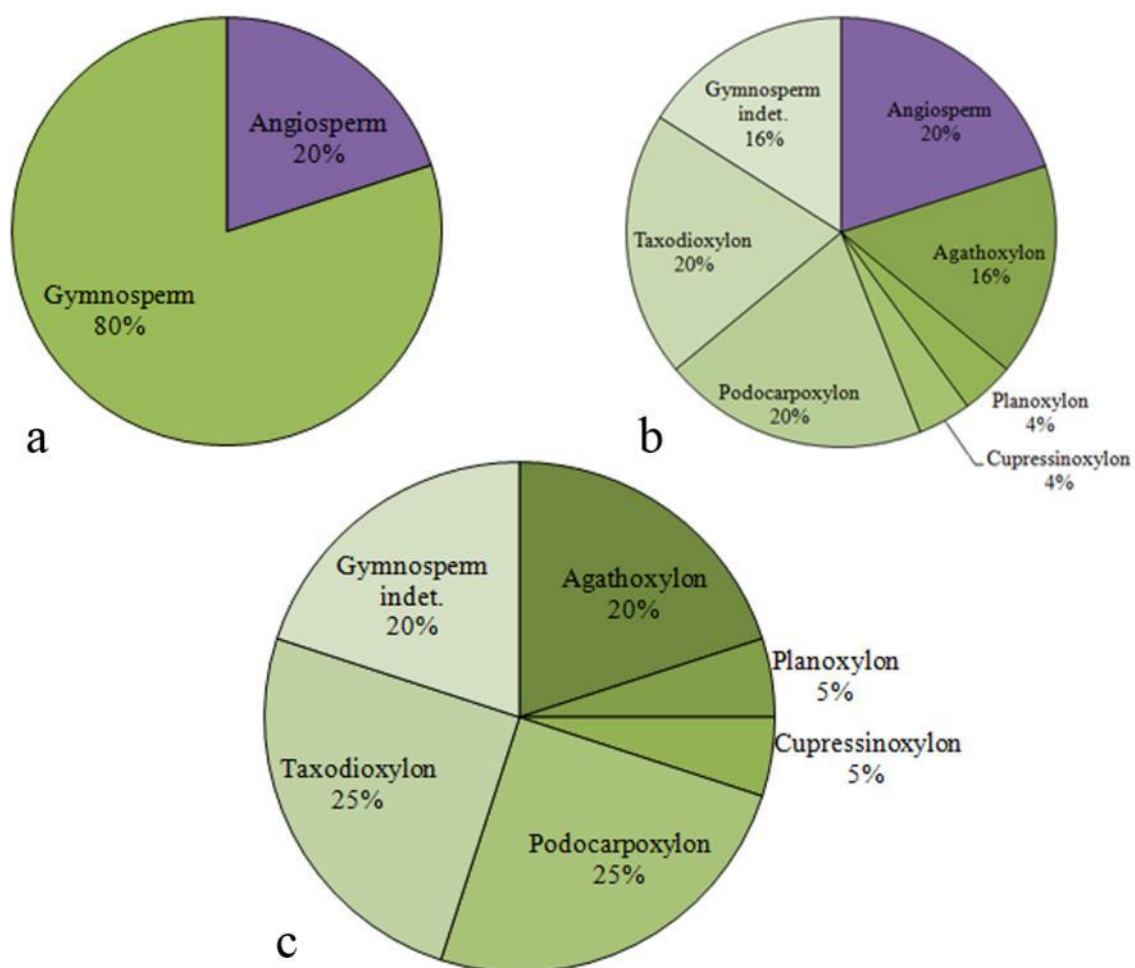 Angiosperm
20%
Gymnosperm
80%
a
Gymnosperm
indet.
16%
Angiosperm
20%
Taxodioxylon
20%
Agathoxylon
16%
Podocarpoxylon
20%
Planoxylon
4%
Cupressinoxylon
4%
b
Gymnosperm
indet.
20%
Agathoxylon
20%
Planoxylon
5%
Cupressinoxylon
5%
Taxodioxylon
25%
Podocarpoxylon
25%
c